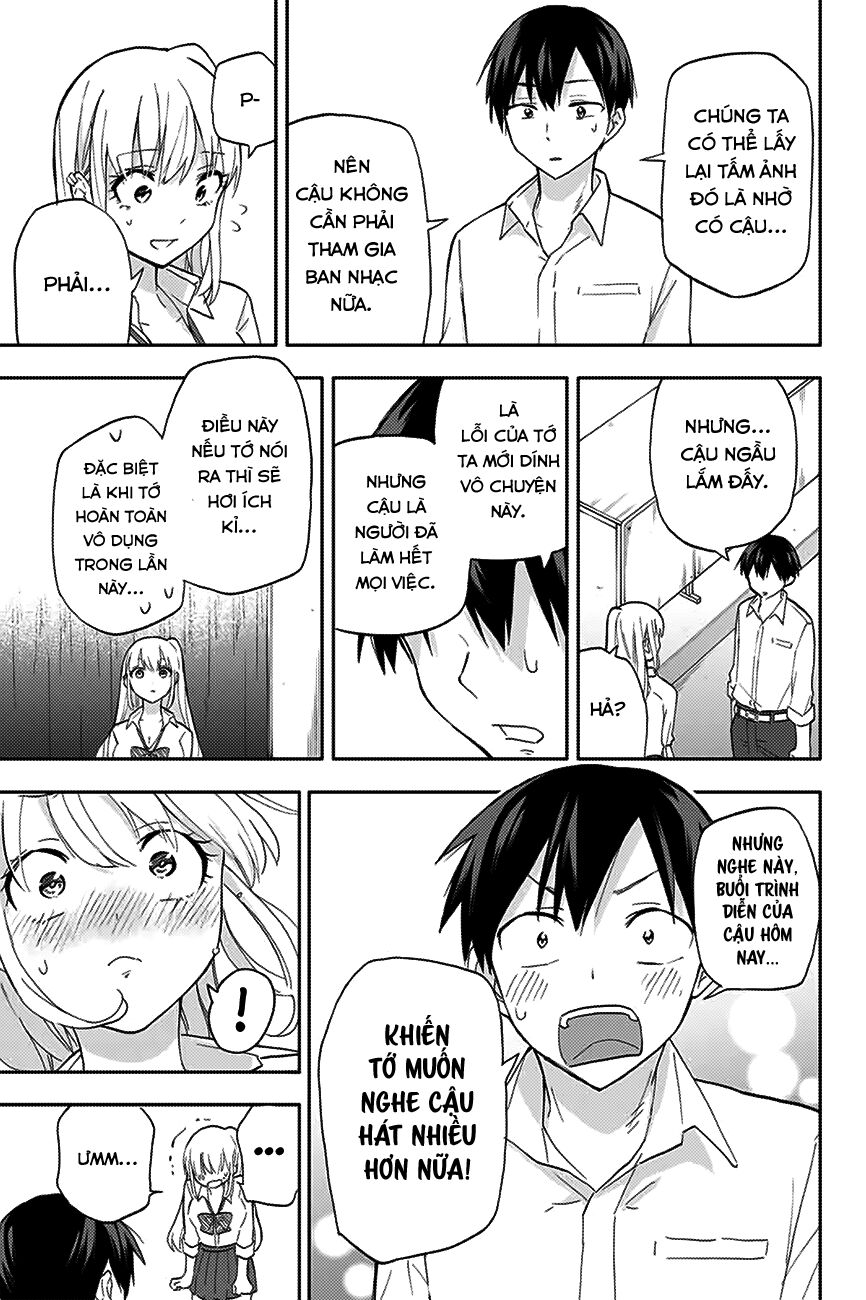 CHÚNG TA
CÓ THỂ LẤY
LẠI TẤM ẢNH
ĐÓ LÀ NHỜ
CÓ CẬU...
NÊN
CẬU KHÔNG
CẦN PHẢI
THAM GIA
BAN NHẠC
NỮA.
P-
PHẢI...
NHƯNG...
CẬU NGẦU
LẮM ĐẤY.
HẢ?
LÀ
LỖI CỦA TỚ
TA MỚI DÍNH
VÔ CHUYỆN
NÀY.
NHƯNG
CẬU LÀ
NGƯỜI ĐÃ
LÀM HẾT
MỌI VIỆC.
ĐIỀU NÀY
NẾU TỚ NÓI
RA THÌ SẼ
HƠI ÍCH
KỈ...
ĐẶC BIỆT
LÀ KHI TỚ
HOÀN TOÀN
VÔ DỤNG
TRONG LẦN
NÀY...
NHƯNG
NGHE NÀY,
BUỔI TRÌNH
DIỄN CỦA
CẬU HÔM
NAY...
KHIẾN
TỚ MUỐN
NGHE CẬU
HÁT NHIỀU
HƠN NỮA!
!
...
ƯMM...